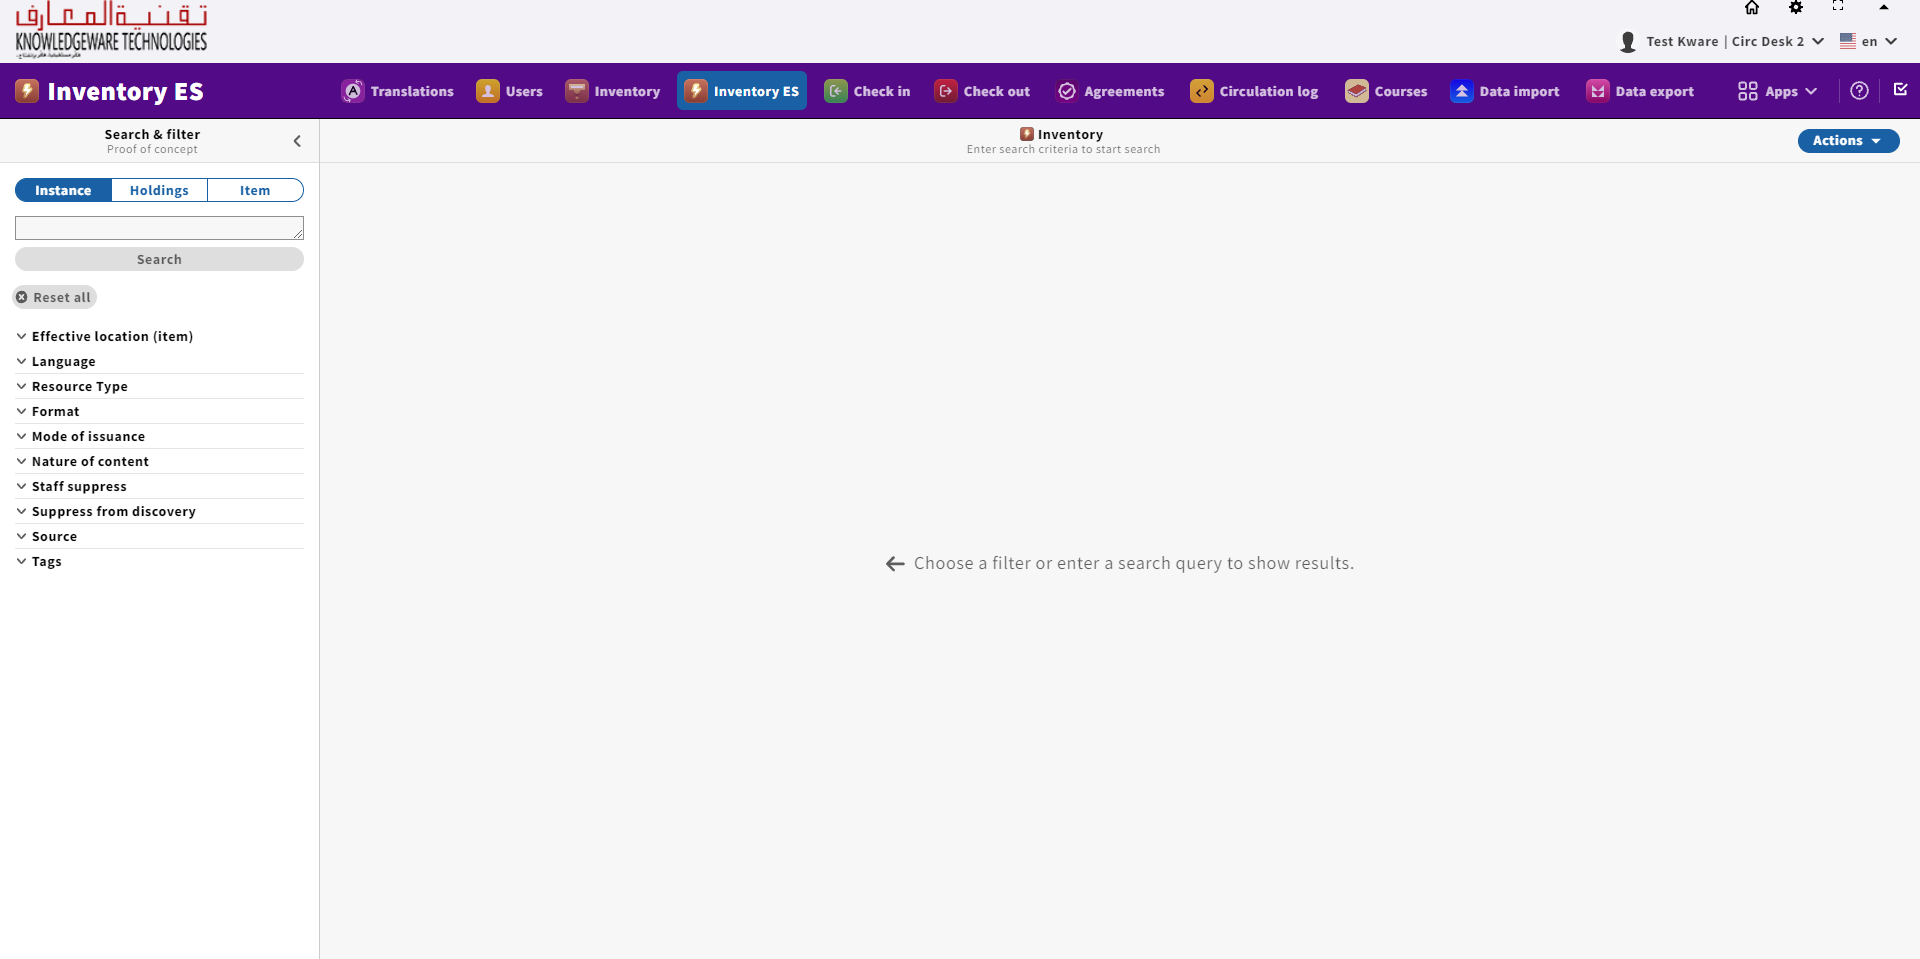 تقنية المعارف
KNOWLEDGEWARE TECHNOLOGIES
Test Kware | Circ Desk 2
en
Inventory ES
Translations
Users
Inventory
Inventory ES
Check in
Check out
Agreements
Circulation log
Courses
Data import
Data export
Apps
Search & filter
Proof of concept
Inventory
Enter search criteria to start search
Actions
Instance
Holdings
Item
Search
Reset all
Effective location (item)
Language
Resource Type
Format
Mode of issuance
Nature of content
Staff suppress
Suppress from discovery
Source
Tags
Choose a filter or enter a search query to show results.